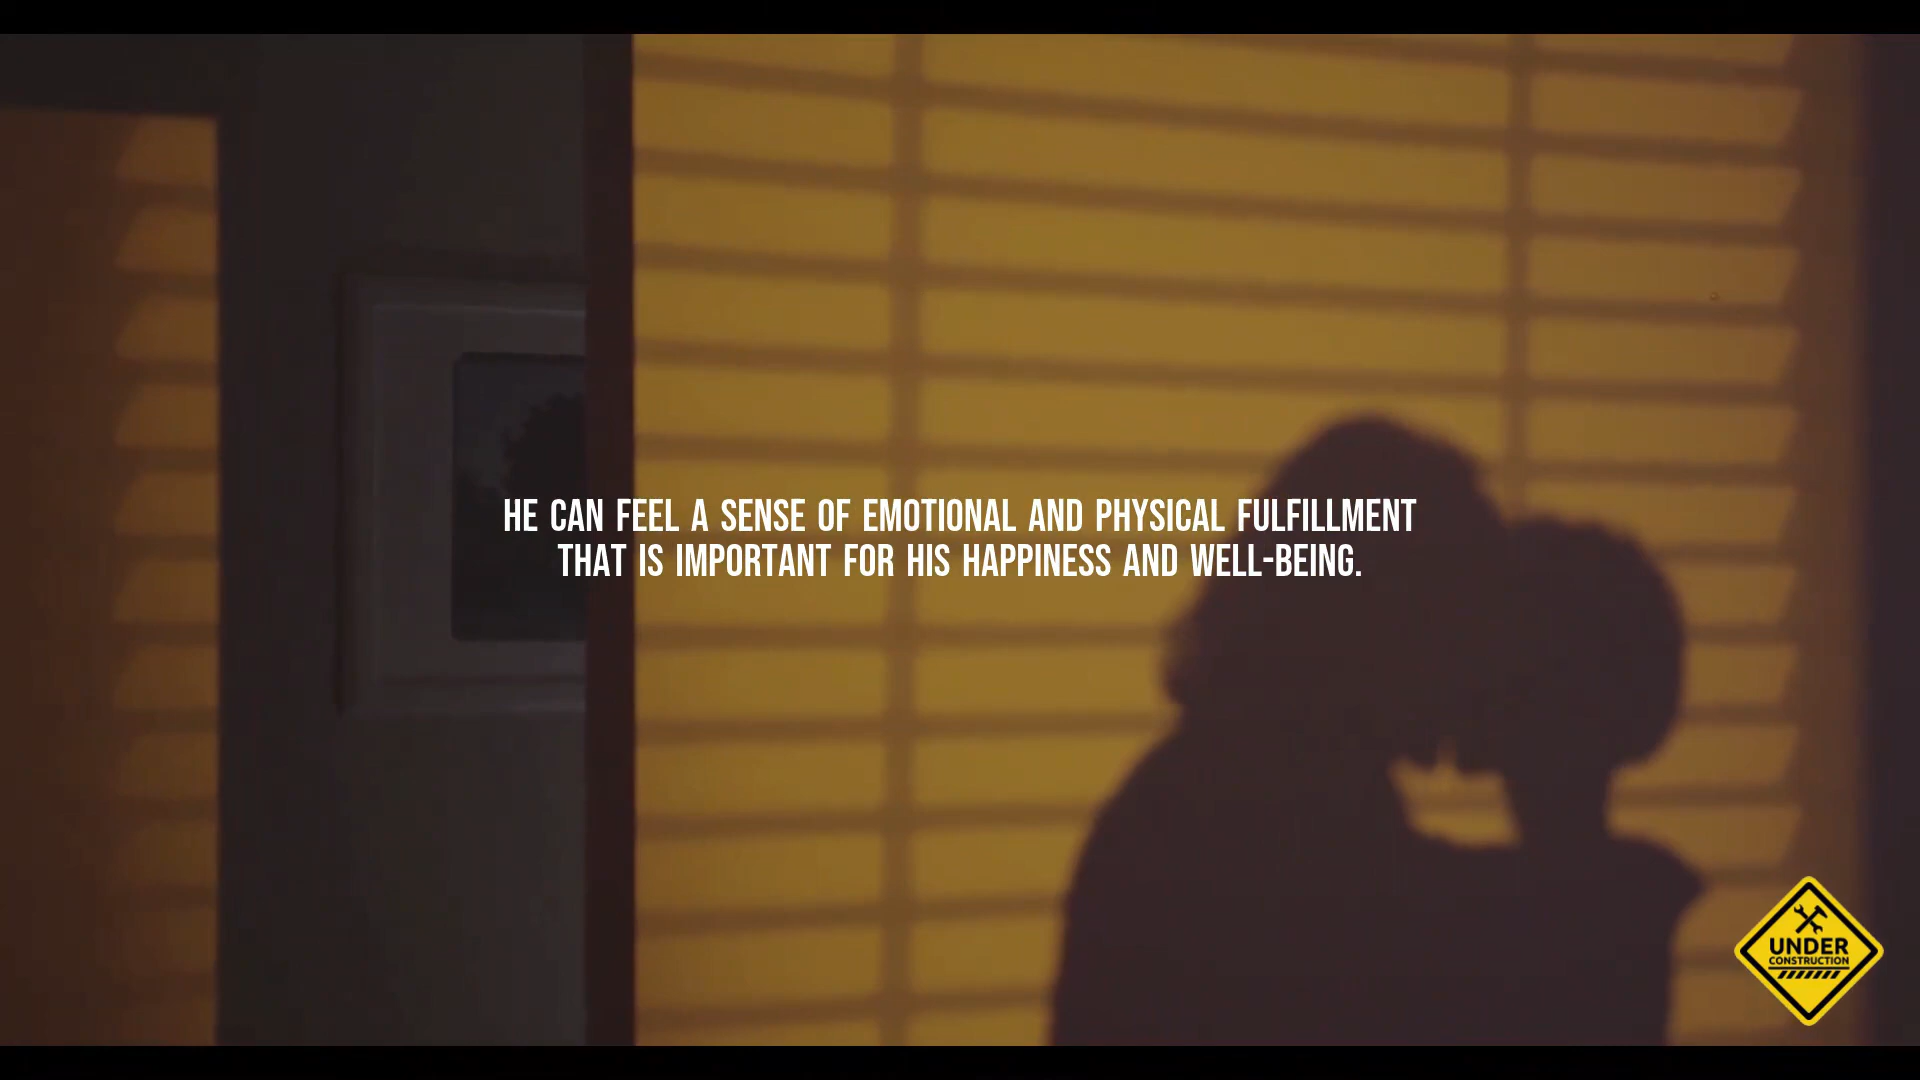 HE CAN FEEL A SENSE OF EMOTIONAL AND PHYSICAL FULFILLMENT
THAT IS IMPORTANT FOR HIS HAPPINESS AND WELL-BEING.
UNDER
CONSTRUCTION